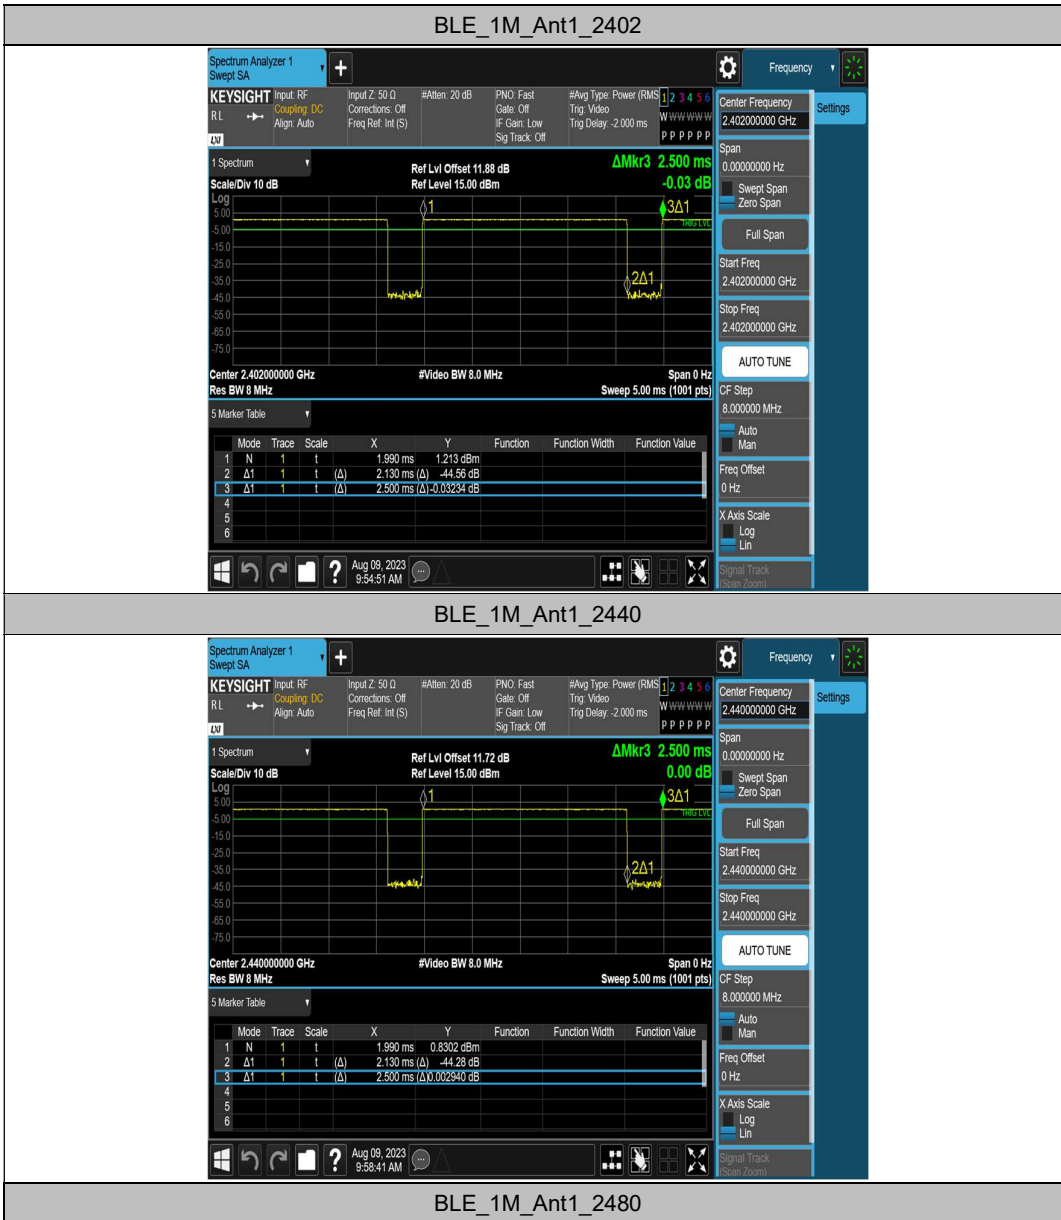 BLE_1M_Ant1_2402
Spectrum Analyzer 1
Swept SA
+
Frequency
KEYSIGHT Input: RF Input Z: 50 Ω #Atten: 20 dB PNO: Fast #Avg Type: Power (RMS 1 2 3 4 5 6
RL Coupling: DC Corrections: Off Gate: Off Trig: Video W W W W W W
Align: Auto Freq Ref: Int (S) IF Gain: Low Trig Delay: -2.000 ms
LXI Sig Track: Off P P P P P P
Center Frequency
2.402000000 GHz
Settings
Span
0.00000000 Hz
Swept Span
Zero Span
Full Span
Start Freq
2.402000000 GHz
Stop Freq
2.402000000 GHz
AUTO TUNE
CF Step
8.000000 MHz
Auto
Man
Freq Offset
0 Hz
X Axis Scale
Log
Lin
Signal Track
(Span Zoom)
1 Spectrum
Ref Lvl Offset 11.88 dB
ΔMkr3 2.500 ms
Scale/Div 10 dB Ref Level 15.00 dBm -0.03 dB
Log
1 3Δ1
5.00
TRIG LVL
-5.00
-15.0
-25.0
-35.0 2Δ1
-45.0
-55.0
-65.0
-75.0
Center 2.402000000 GHz #Video BW 8.0 MHz Span 0 Hz
Res BW 8 MHz Sweep 5.00 ms (1001 pts)
5 Marker Table
Mode Trace Scale X Y Function Function Width Function Value
1 N 1 t 1.990 ms 1.213 dBm
2 Δ1 1 t (Δ) 2.130 ms (Δ) -44.56 dB
3 Δ1 1 t (Δ) 2.500 ms (Δ) -0.03234 dB
4
5
6
? Aug 09, 2023
9:54:51 AM
BLE_1M_Ant1_2440
Spectrum Analyzer 1
Swept SA
+
Frequency
KEYSIGHT Input: RF Input Z: 50 Ω #Atten: 20 dB PNO: Fast #Avg Type: Power (RMS 1 2 3 4 5 6
RL Coupling: DC Corrections: Off Gate: Off Trig: Video W W W W W W
Align: Auto Freq Ref: Int (S) IF Gain: Low Trig Delay: -2.000 ms
LXI Sig Track: Off P P P P P P
Center Frequency
2.440000000 GHz
Settings
Span
0.00000000 Hz
Swept Span
Zero Span
Full Span
Start Freq
2.440000000 GHz
Stop Freq
2.440000000 GHz
AUTO TUNE
CF Step
8.000000 MHz
Auto
Man
Freq Offset
0 Hz
X Axis Scale
Log
Lin
Signal Track
(Span Zoom)
1 Spectrum
Ref Lvl Offset 11.72 dB
ΔMkr3 2.500 ms
Scale/Div 10 dB Ref Level 15.00 dBm 0.00 dB
Log
1 3Δ1
5.00
TRIG LVL
-5.00
-15.0
-25.0
-35.0 2Δ1
-45.0
-55.0
-65.0
-75.0
Center 2.440000000 GHz #Video BW 8.0 MHz Span 0 Hz
Res BW 8 MHz Sweep 5.00 ms (1001 pts)
5 Marker Table
Mode Trace Scale X Y Function Function Width Function Value
1 N 1 t 1.990 ms 0.8302 dBm
2 Δ1 1 t (Δ) 2.130 ms (Δ) -44.28 dB
3 Δ1 1 t (Δ) 2.500 ms (Δ) 0.002940 dB
4
5
6
? Aug 09, 2023
9:58:41 AM
BLE_1M_Ant1_2480